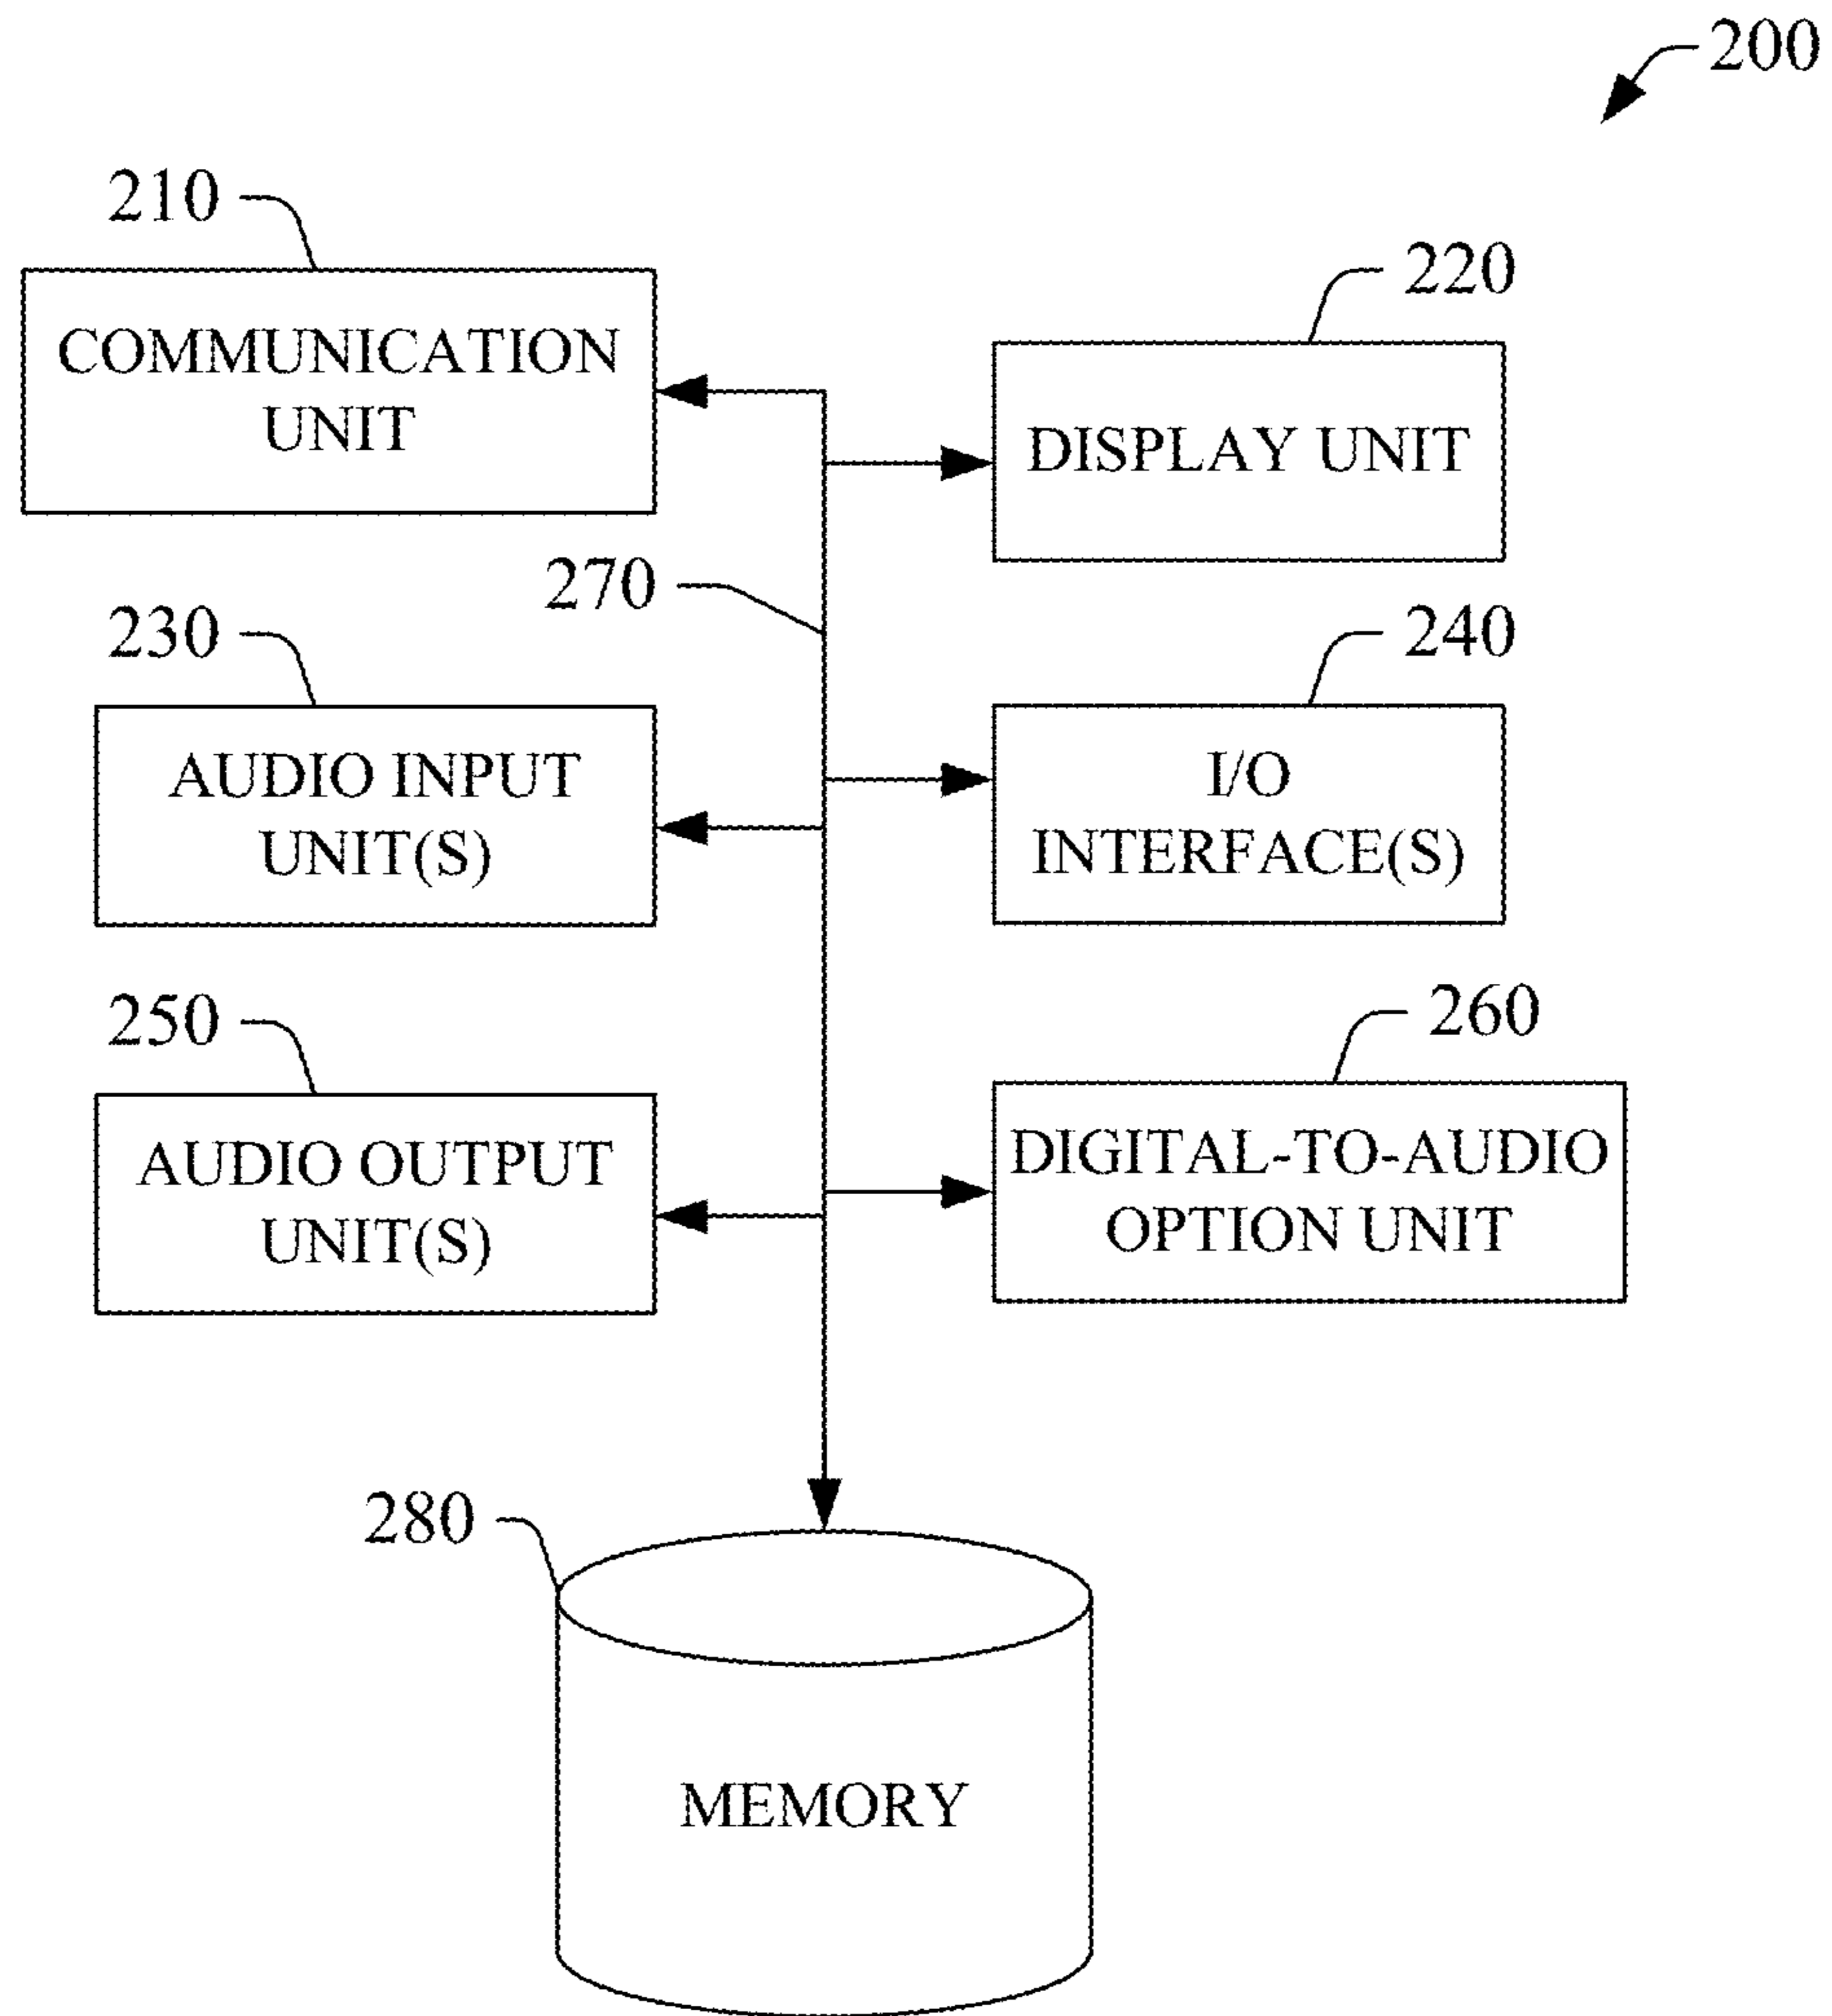 200
210
COMMUNICATION
UNIT
220
DISPLAY UNIT
270
230
AUDIO INPUT
UNIT(S)
240
I/O
INTERFACE(S)
250
AUDIO OUTPUT
UNIT(S)
260
DIGITAL-TO-AUDIO
OPTION UNIT
280
MEMORY